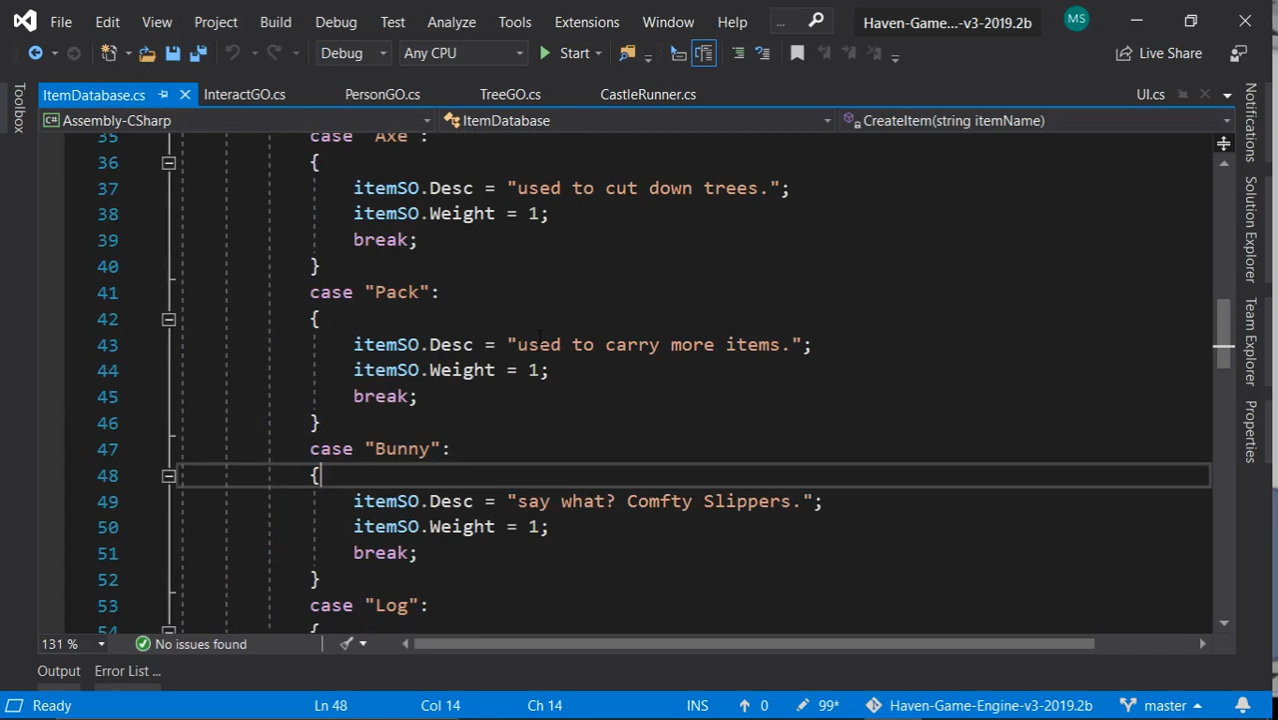 File Edit View Project Build Debug Test Analyze Tools Extensions Window Help ... Haven-Game...-v3-2019.2b MS
Debug Any CPU Start Live Share
ItemDatabase.cs InteractGO.cs PersonGO.cs TreeGO.cs CastleRunner.cs UI.cs
C# Assembly-CSharp ItemDatabase CreateItem(string itemName)
Toolbox
35 case "Axe":
36 {
37 itemSO.Desc = "used to cut down trees.";
38 itemSO.Weight = 1;
39 break;
40 }
41 case "Pack":
42 {
43 itemSO.Desc = "used to carry more items.";
44 itemSO.Weight = 1;
45 break;
46 }
47 case "Bunny":
48 {
49 itemSO.Desc = "say what? Comfty Slippers.";
50 itemSO.Weight = 1;
51 break;
52 }
53 case "Log":
54 {
Notifications
Solution Explorer
Team Explorer
Properties
131 % No issues found
Output Error List ...
Ready Ln 48 Col 14 Ch 14 INS 0 99* Haven-Game-Engine-v3-2019.2b master